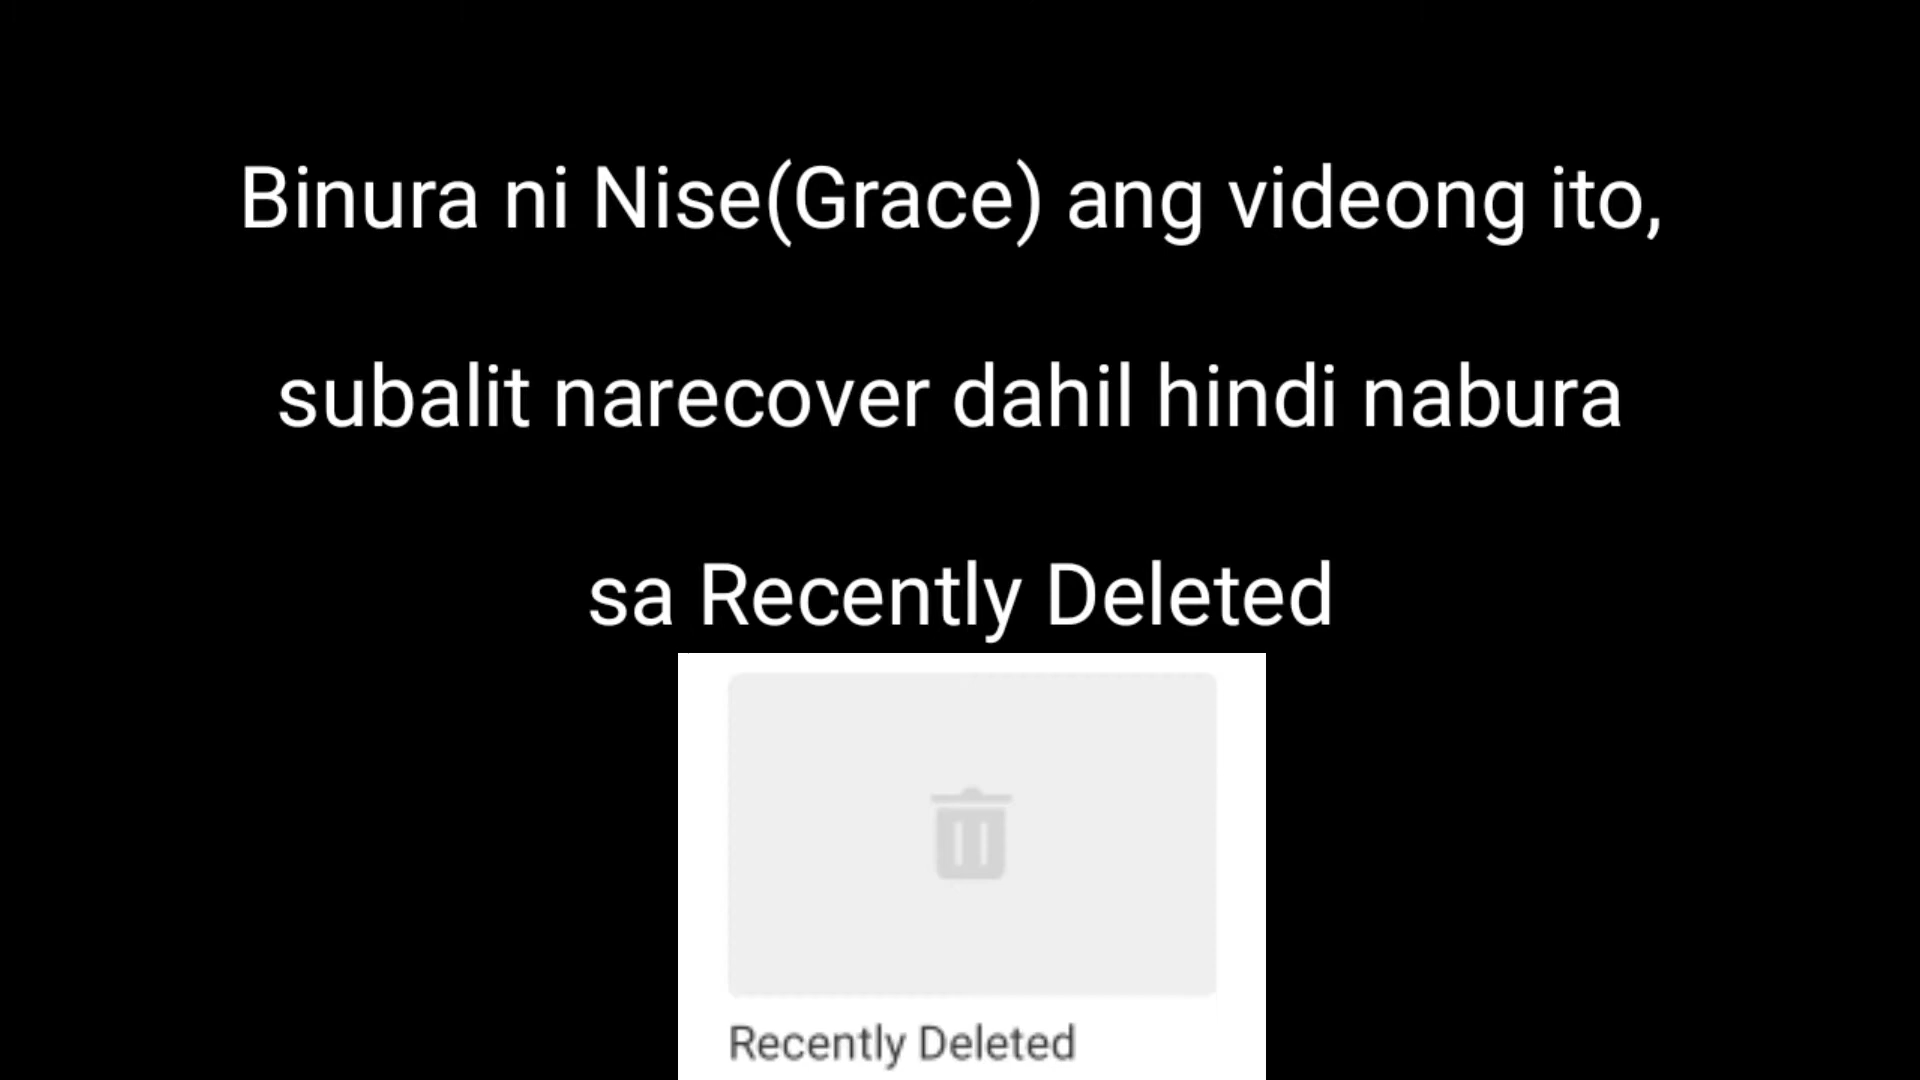 Binura ni Nise(Grace) ang videong ito,
subalit narecover dahil hindi nabura
sa Recently Deleted
Recently Deleted